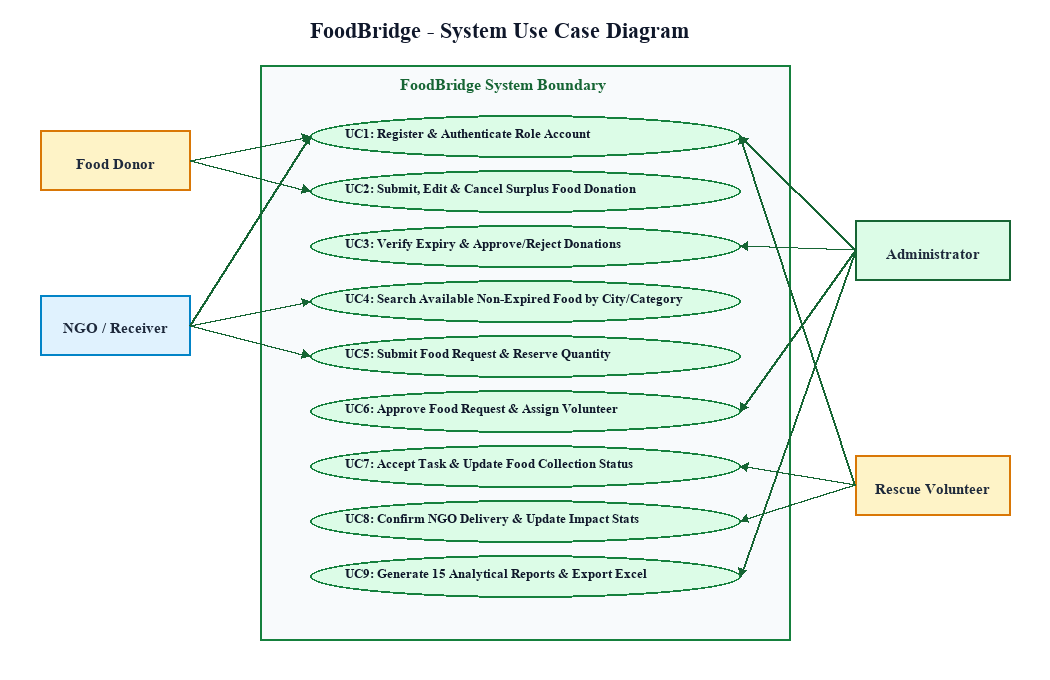 FoodBridge - System Use Case Diagram
FoodBridge System Boundary
Food Donor
NGO / Receiver
UC1: Register & Authenticate Role Account
UC2: Submit, Edit & Cancel Surplus Food Donation
UC3: Verify Expiry & Approve/Reject Donations
UC4: Search Available Non-Expired Food by City/Category
UC5: Submit Food Request & Reserve Quantity
UC6: Approve Food Request & Assign Volunteer
UC7: Accept Task & Update Food Collection Status
UC8: Confirm NGO Delivery & Update Impact Stats
UC9: Generate 15 Analytical Reports & Export Excel
Administrator
Rescue Volunteer